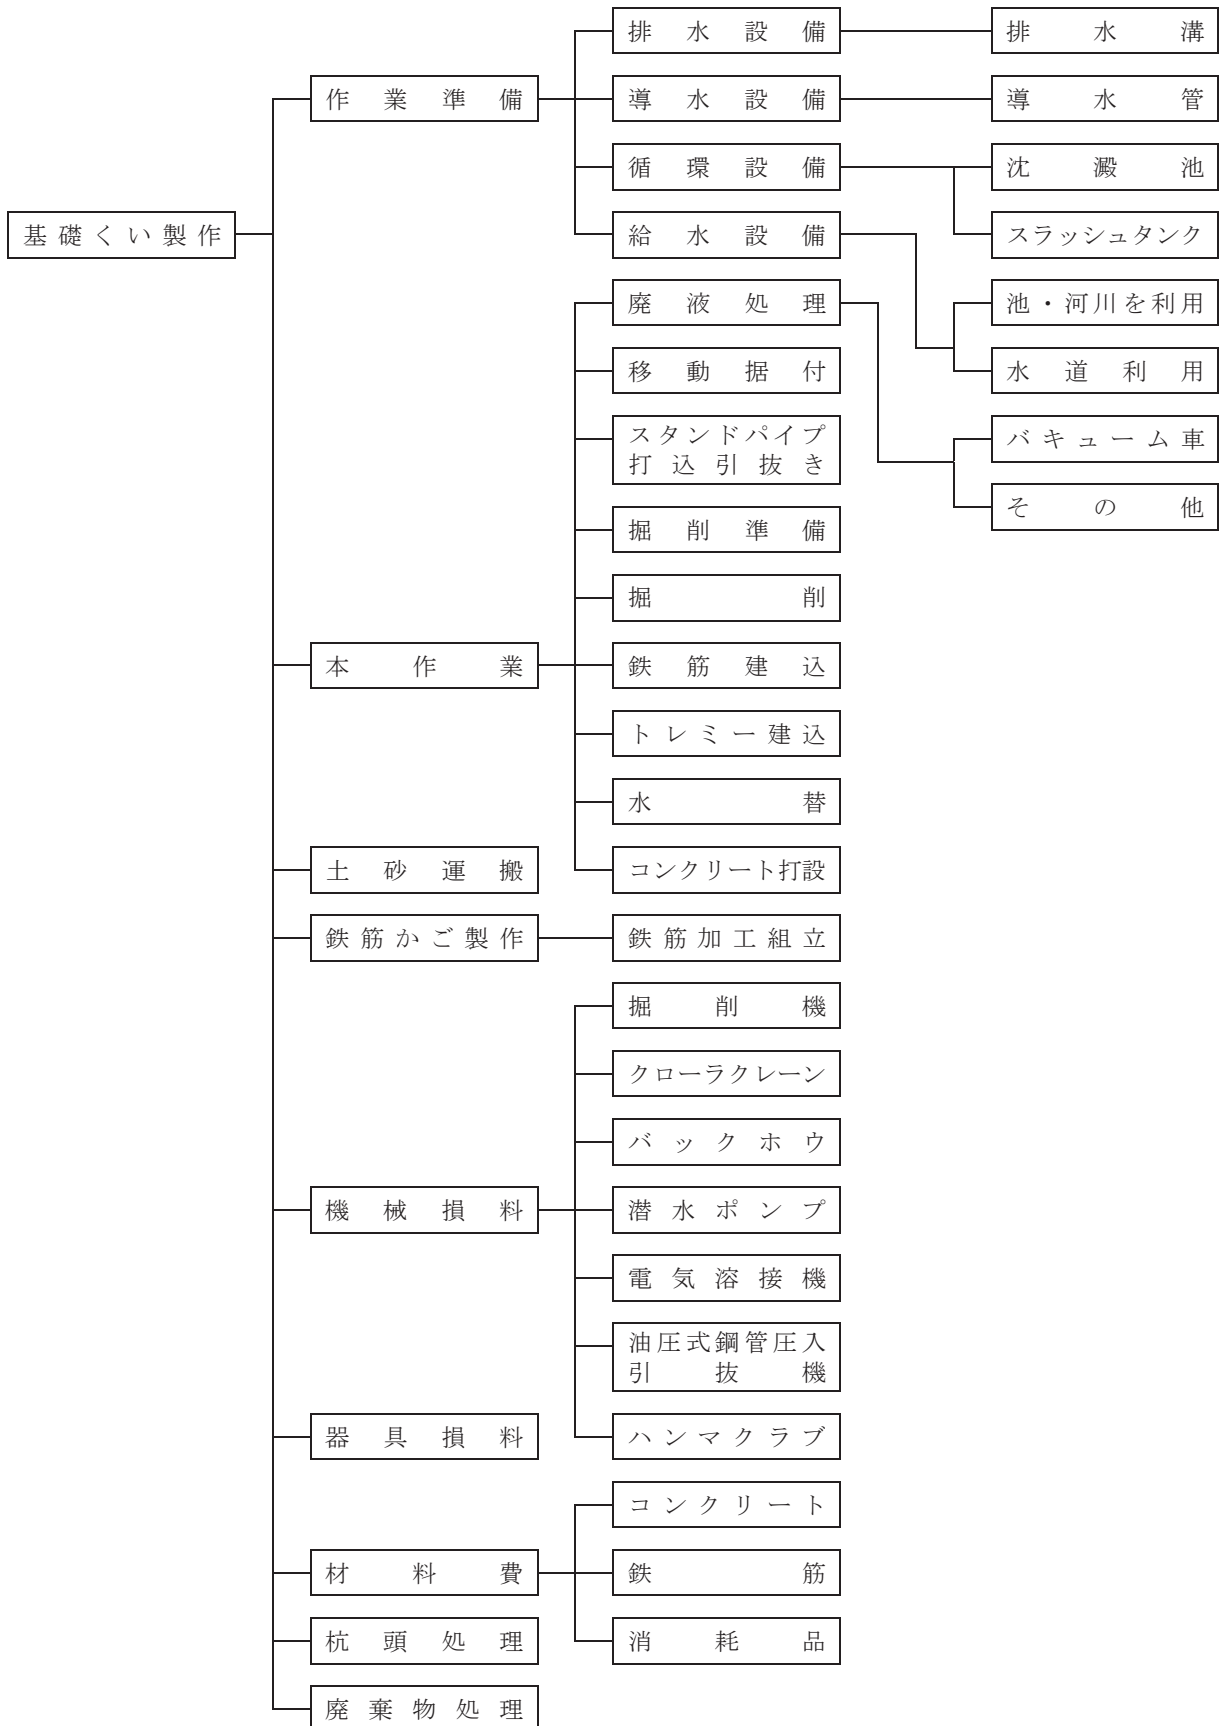 基礎くい製作
作業準備
排水設備
排水溝
導水設備
導水管
循環設備
沈澱池
スラッシュタンク
給水設備
池・河川を利用
水道利用
本作業
廃液処理
バキューム車
その他
移動据付
スタンドパイプ
打込引抜き
掘削準備
掘削
鉄筋建込
トレミー建込
水替
コンクリート打設
土砂運搬
鉄筋かご製作
鉄筋加工組立
機械損料
掘削機
クローラクレーン
バックホウ
潜水ポンプ
電気溶接機
油圧式鋼管圧入
引抜機
ハンマクラブ
器具損料
材料費
コンクリート
鉄筋
消耗品
杭頭処理
廃棄物処理